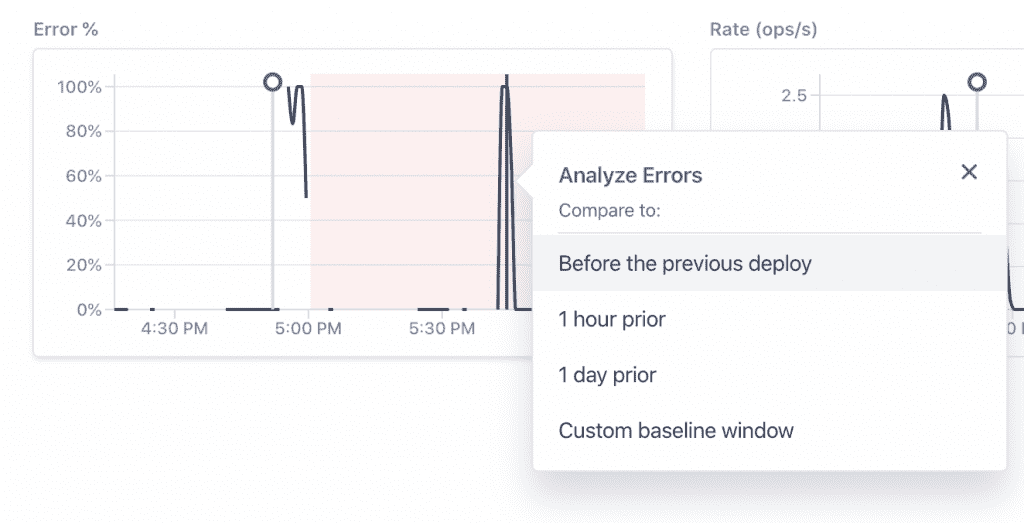 Error %
Rate (ops/s)
100%
80%
60%
40%
20%
0%
4:30 PM
5:00 PM
5:30 PM
2.5
Analyze Errors
Compare to:
Before the previous deploy
1 hour prior
1 day prior
Custom baseline window